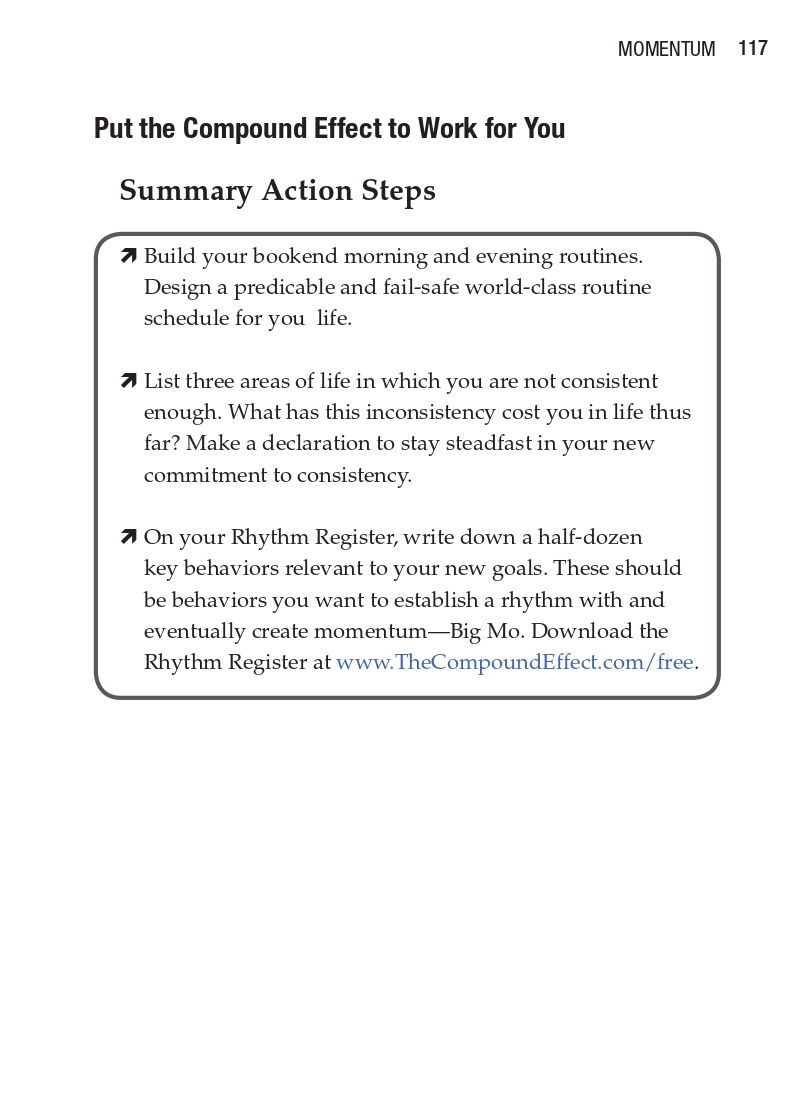 MOMENTUM 117
Put the Compound Effect to Work for You
Summary Action Steps
Build your bookend morning and evening routines.
Design a predicable and fail-safe world-class routine
schedule for you  life.
List three areas of life in which you are not consistent
enough. What has this inconsistency cost you in life thus
far? Make a declaration to stay steadfast in your new
commitment to consistency.
On your Rhythm Register, write down a half-dozen
key behaviors relevant to your new goals. These should
be behaviors you want to establish a rhythm with and
eventually create momentum—Big Mo. Download the
Rhythm Register at www.TheCompoundEffect.com/free.